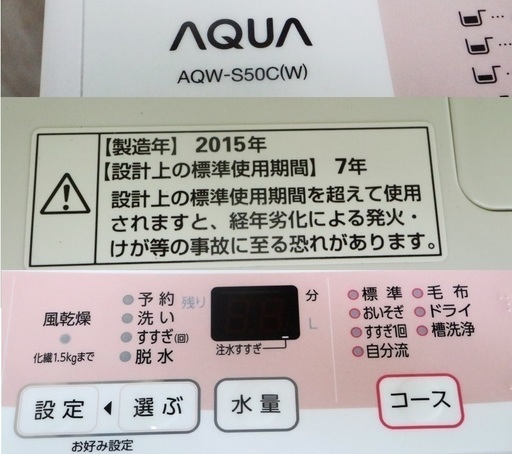 AQUA
AQW-S50C(W)
【製造年】 2015年
【設計上の標準使用期間】 7年
設計上の標準使用期間を超えて使用
されますと、経年劣化による発火・
けが等の事故に至る恐れがあります。
風乾燥
化繊1.5kgまで
予約
洗い
すすぎ(回)
脱水
残り
分
L
注水すすぎ
標準
おいそぎ
すすぎ1回
自分流
毛布
ドライ
槽洗浄
設定
選ぶ
お好み設定
水量
コース